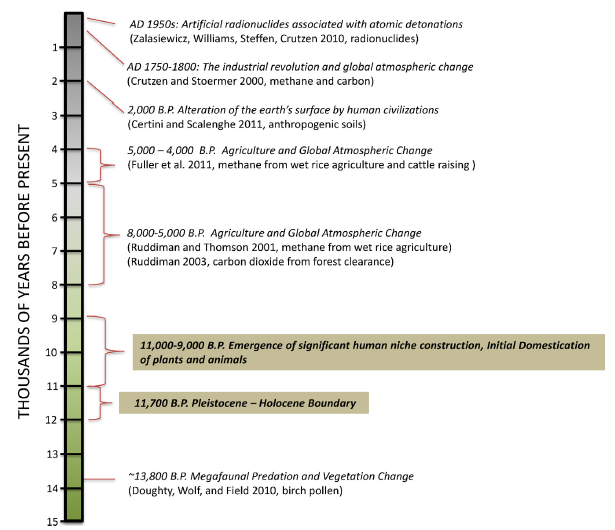 AD 1950s: Artificial radionuclides associated with atomic detonations
(Zalasiewicz, Williams, Steffen, Crutzen 2010, radionuclides)
1
AD 1750-1800: The industrial revolution and global atmospheric change
(Crutzen and Stoermer 2000, methane and carbon)
2
2,000 B.P. Alteration of the earth's surface by human civilizations
(Certini and Scalenghe 2011, anthropogenic soils)
3
4
5,000 – 4,000 B.P. Agriculture and Global Atmospheric Change
(Fuller et al. 2011, methane from wet rice agriculture and cattle raising )
5
6
8,000-5,000 B.P. Agriculture and Global Atmospheric Change
(Ruddiman and Thomson 2001, methane from wet rice agriculture)
(Ruddiman 2003, carbon dioxide from forest clearance)
7
8
9
11,000-9,000 B.P. Emergence of significant human niche construction, Initial Domestication
of plants and animals
10
11
11,700 B.P. Pleistocene – Holocene Boundary
12
13
~13,800 B.P. Megafaunal Predation and Vegetation Change
(Doughty, Wolf, and Field 2010, birch pollen)
14
15
THOUSANDS OF YEARS BEFORE PRESENT